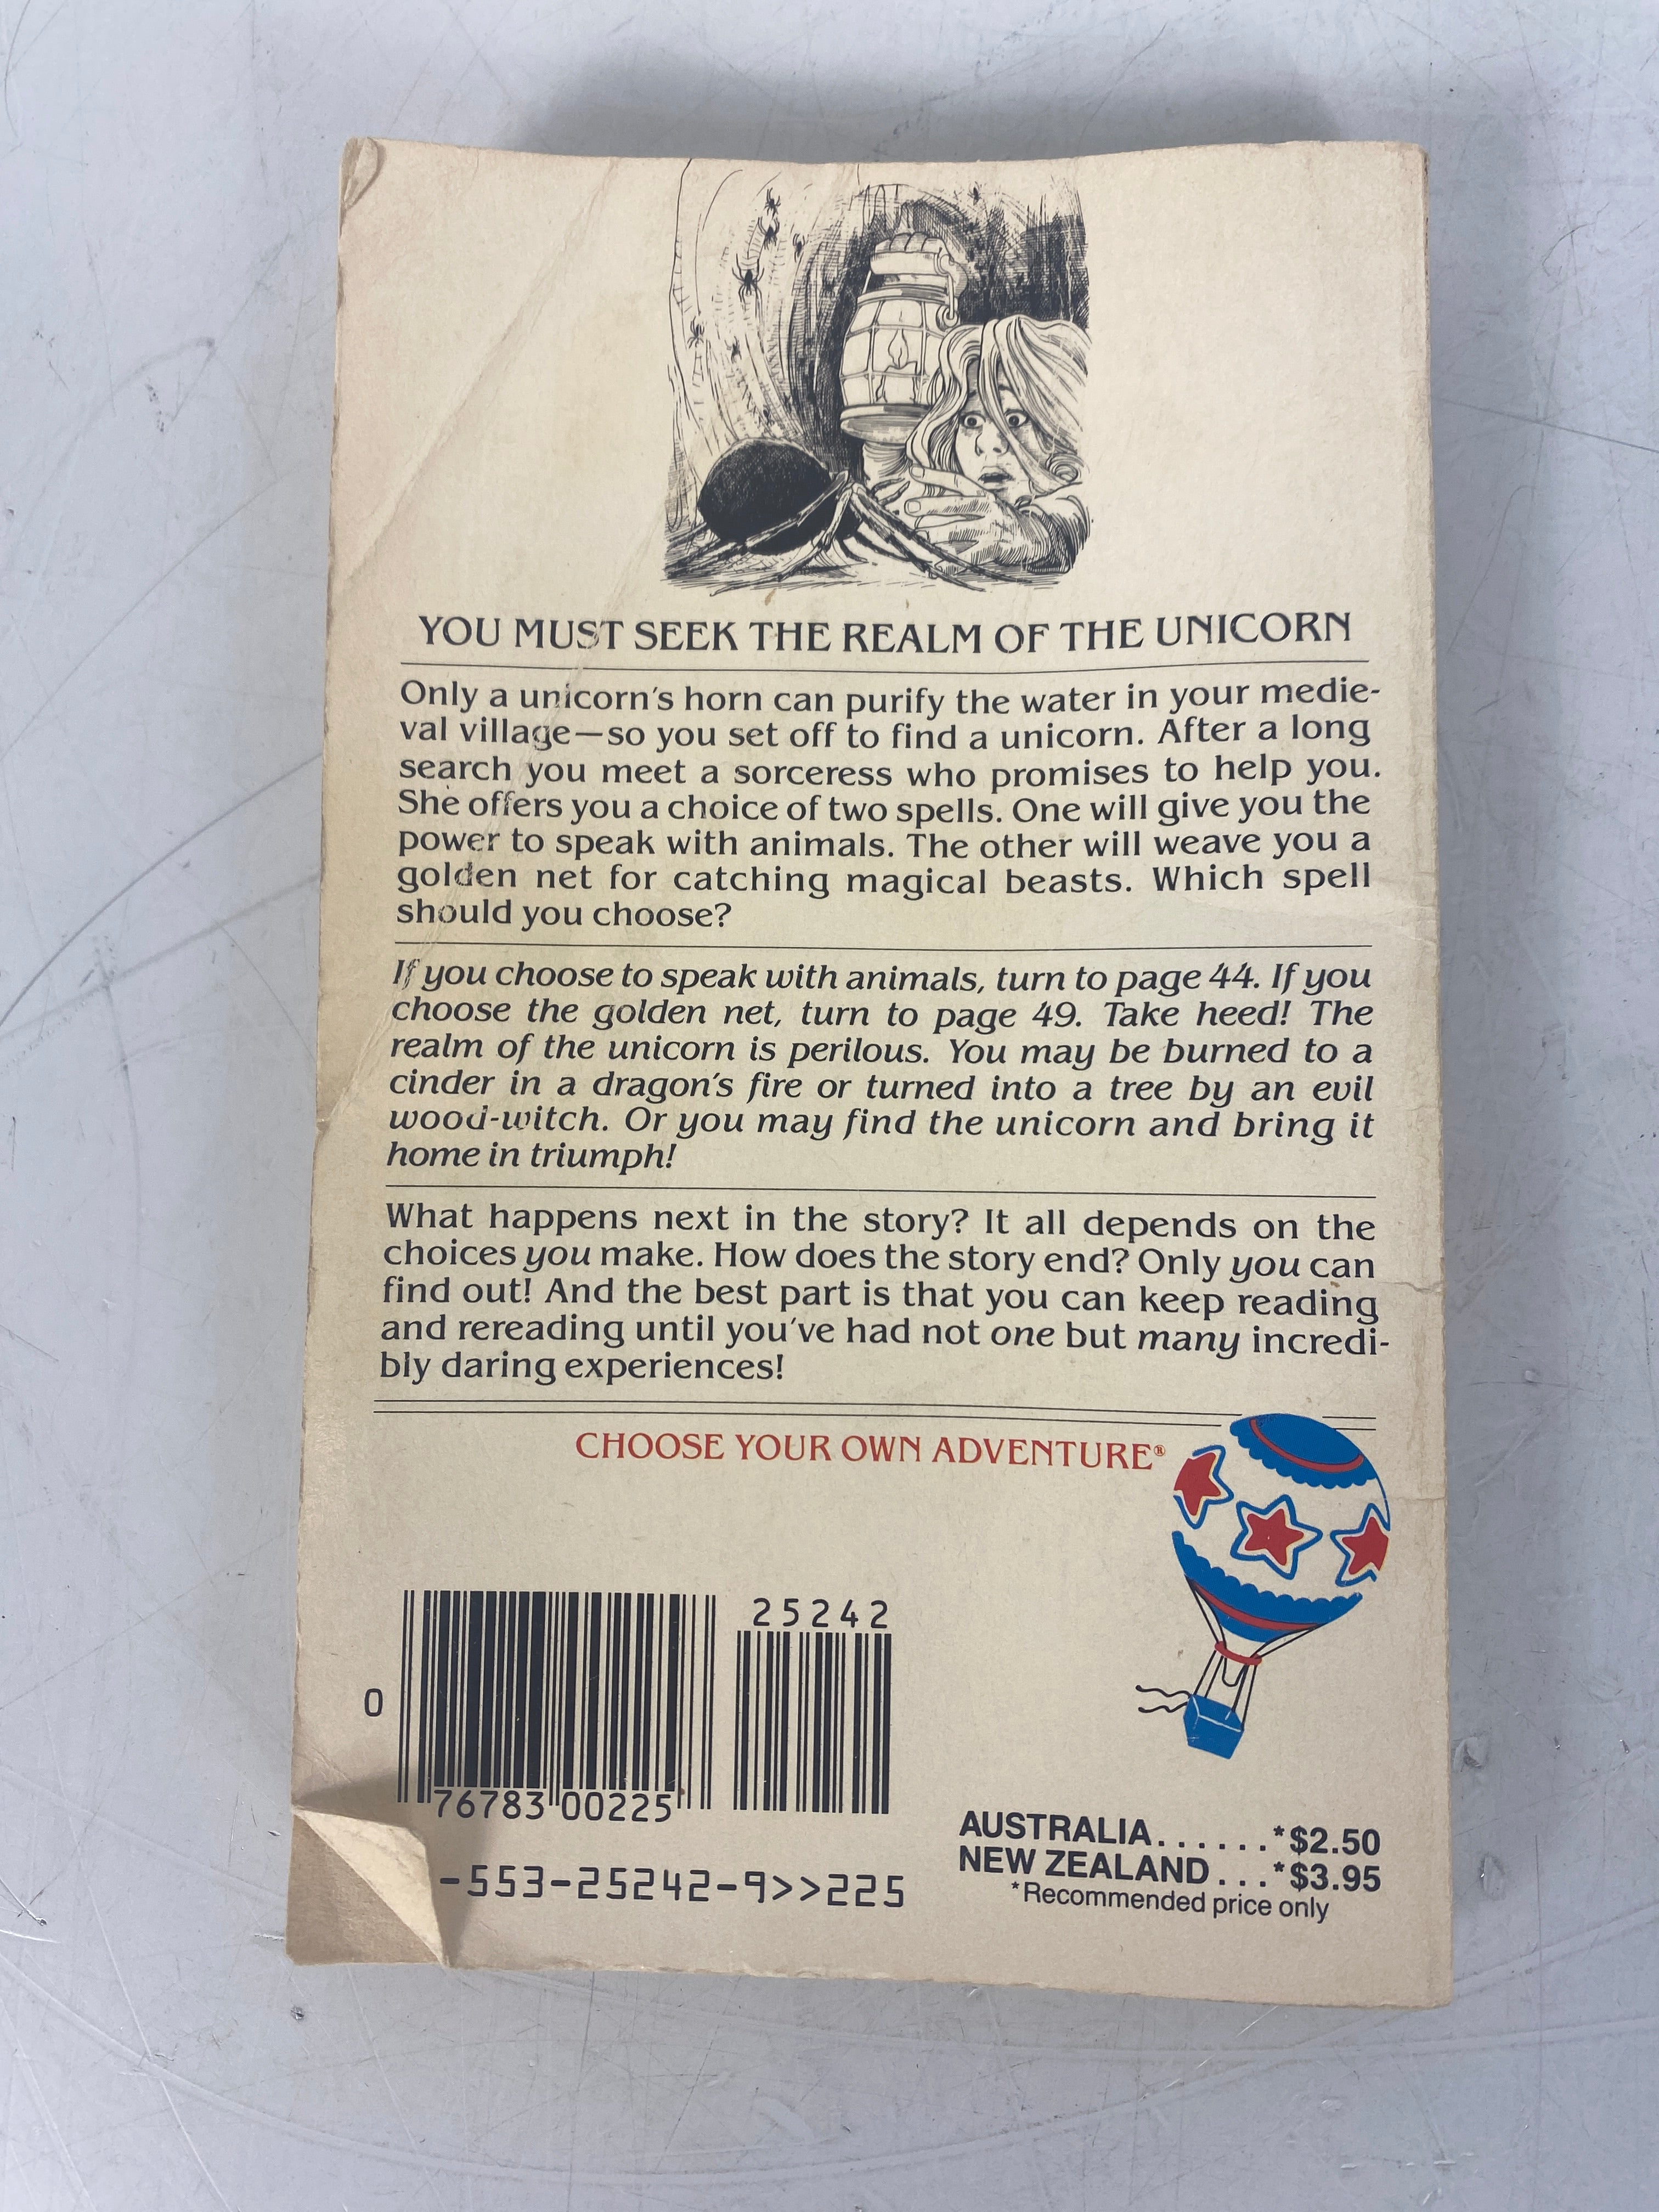 YOU MUST SEEK THE REALM OF THE UNICORN
Only a unicorn's horn can purify the water in your medie-
val village—so you set off to find a unicorn. After a long
search you meet a sorceress who promises to help you.
She offers you a choice of two spells. One will give you the
power to speak with animals. The other will weave you a
golden net for catching magical beasts. Which spell
should you choose?
If you choose to speak with animals, turn to page 44. If you
choose the golden net, turn to page 49. Take heed! The
realm of the unicorn is perilous. You may be burned to a
cinder in a dragon's fire or turned into a tree by an evil
wood-witch. Or you may find the unicorn and bring it
home in triumph!
What happens next in the story? It all depends on the
choices you make. How does the story end? Only you can
find out! And the best part is that you can keep reading
and rereading until you've had not one but many incredi-
bly daring experiences!
CHOOSE YOUR OWN ADVENTURE®
25242
0
76783 00225
-553-25242-9>>225
AUSTRALIA......*$2.50
NEW ZEALAND...*$3.95
*Recommended price only